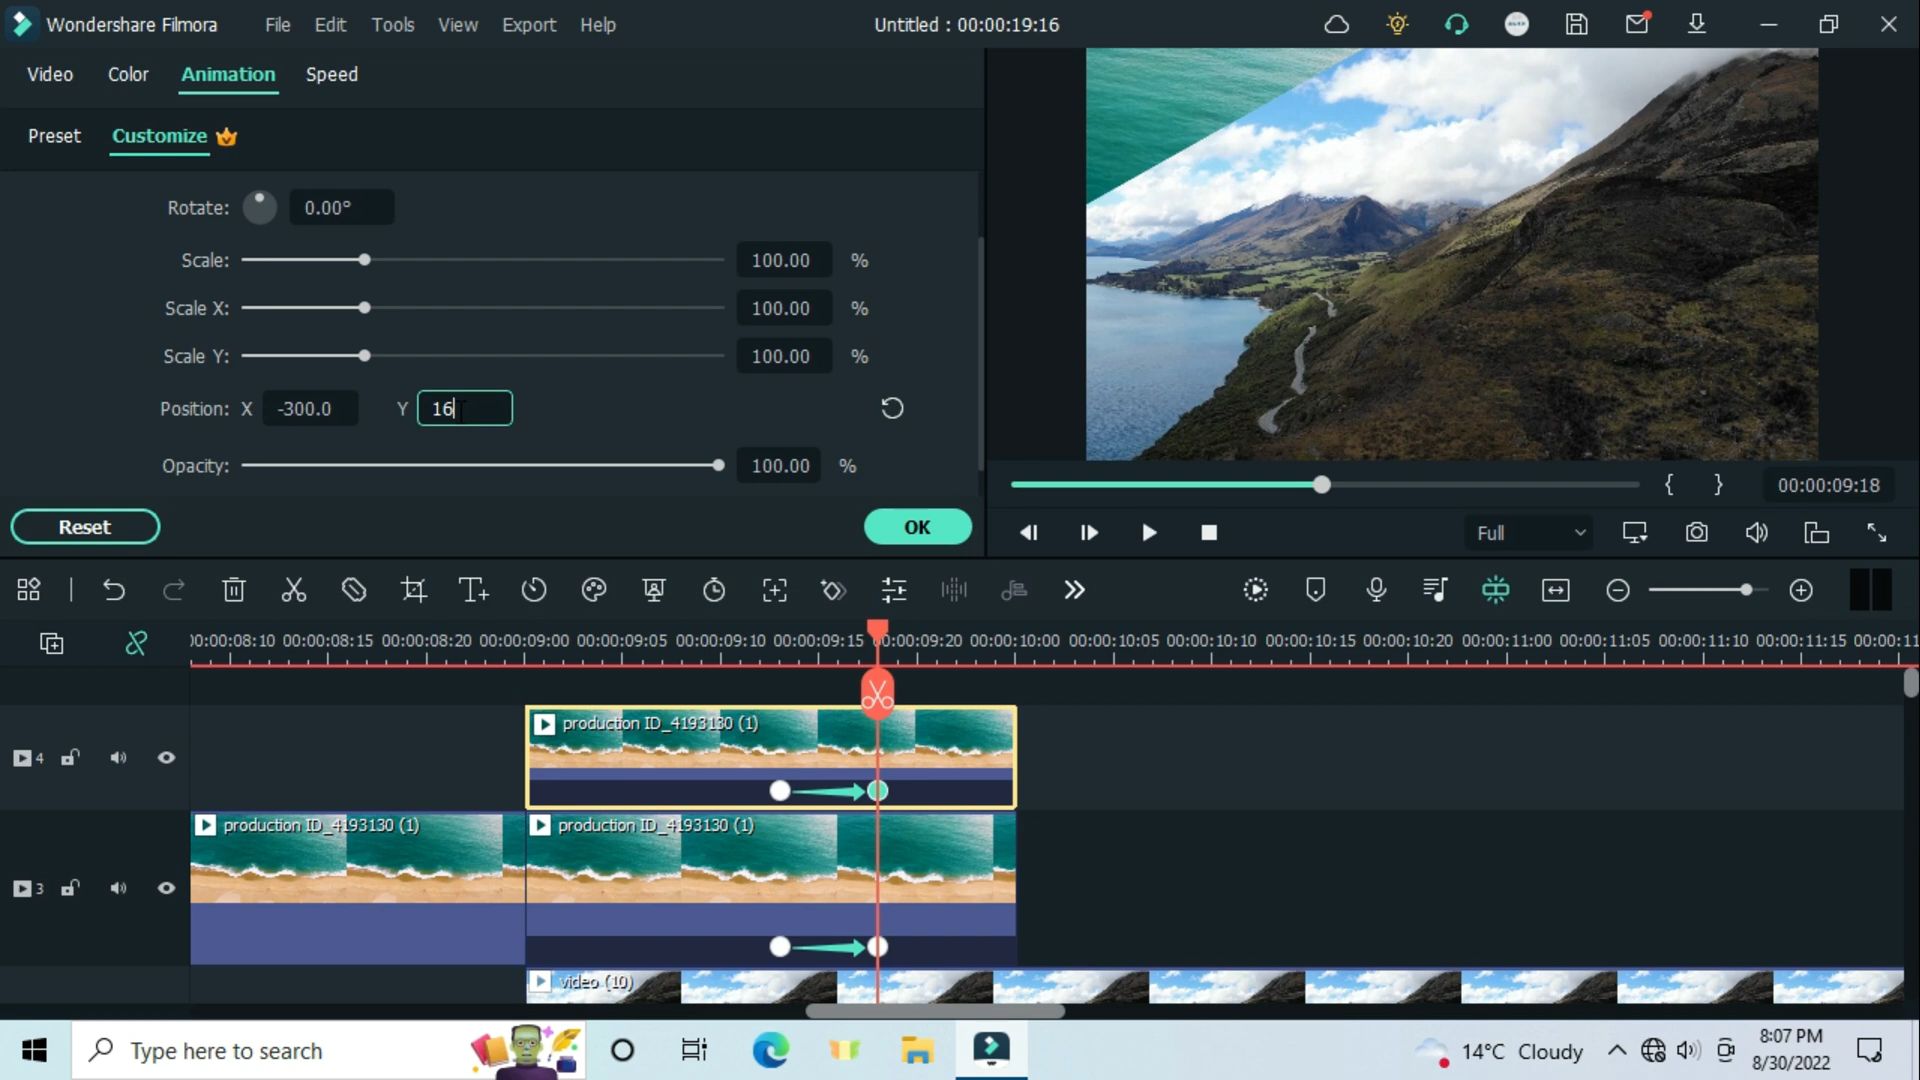 Wondershare Filmora File Edit Tools View Export Help Untitled : 00:00:19:16
Video Color Animation Speed
Preset Customize
Rotate: 0.00°
Scale: 100.00 %
Scale X: 100.00 %
Scale Y: 100.00 %
Position: X -300.0 Y 16
Opacity: 100.00 %
Reset OK
{ } 00:00:09:18
Full
00:00:08:10 00:00:08:15 00:00:08:20 00:00:09:00 00:00:09:05 00:00:09:10 00:00:09:15 00:00:09:20 00:00:10:00 00:00:10:05 00:00:10:10 00:00:10:15 00:00:10:20 00:00:11:00 00:00:11:05 00:00:11:10 00:00:11:15
production ID_4193130 (1)
4
production ID_4193130 (1) production ID_4193130 (1)
3
video (10)
Type here to search 14°C Cloudy 8:07 PM
8/30/2022